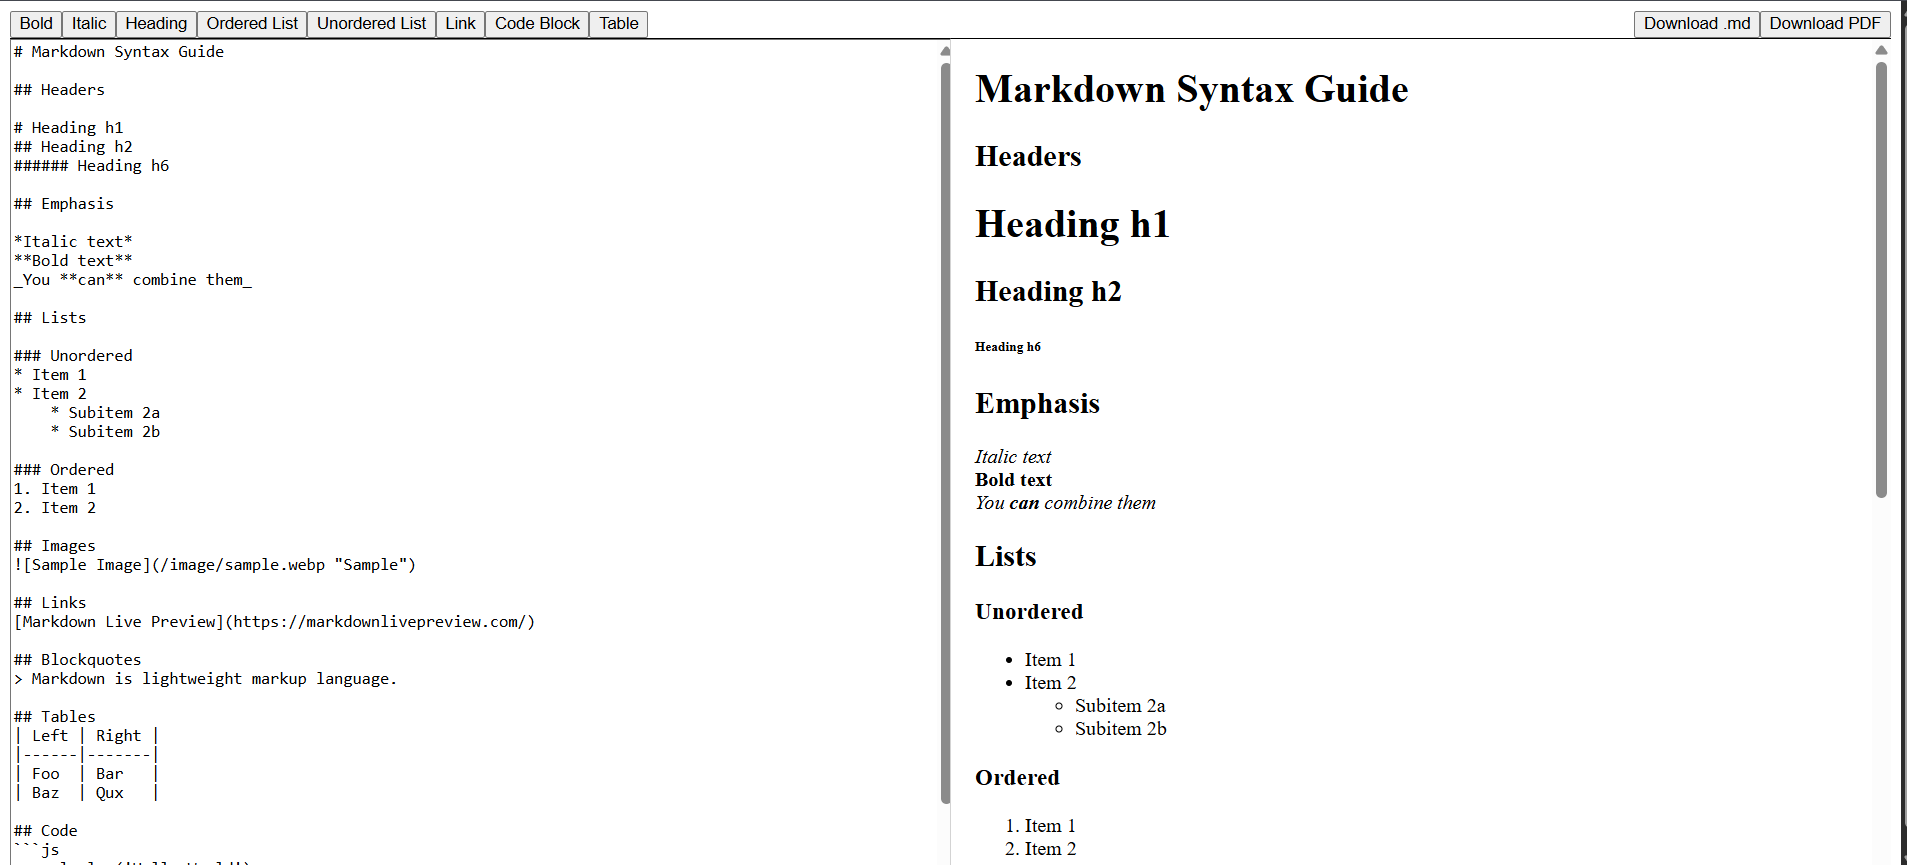 Bold Italic Heading Ordered List Unordered List Link Code Block Table Download .md Download PDF
# Markdown Syntax Guide
## Headers
# Heading h1
## Heading h2
###### Heading h6
## Emphasis
*Italic text*
**Bold text**
_You **can** combine them_
## Lists
### Unordered
* Item 1
* Item 2
    * Subitem 2a
    * Subitem 2b
### Ordered
1. Item 1
2. Item 2
## Images
![Sample Image](/image/sample.webp "Sample")
## Links
[Markdown Live Preview](https://markdownlivepreview.com/)
## Blockquotes
> Markdown is lightweight markup language.
## Tables
| Left | Right |
|------|-------|
| Foo  | Bar   |
| Baz  | Qux   |
## Code
```js
Markdown Syntax Guide
Headers
Heading h1
Heading h2
Heading h6
Emphasis
Italic text
Bold text
You can combine them
Lists
Unordered
• Item 1
• Item 2
◦ Subitem 2a
◦ Subitem 2b
Ordered
1. Item 1
2. Item 2